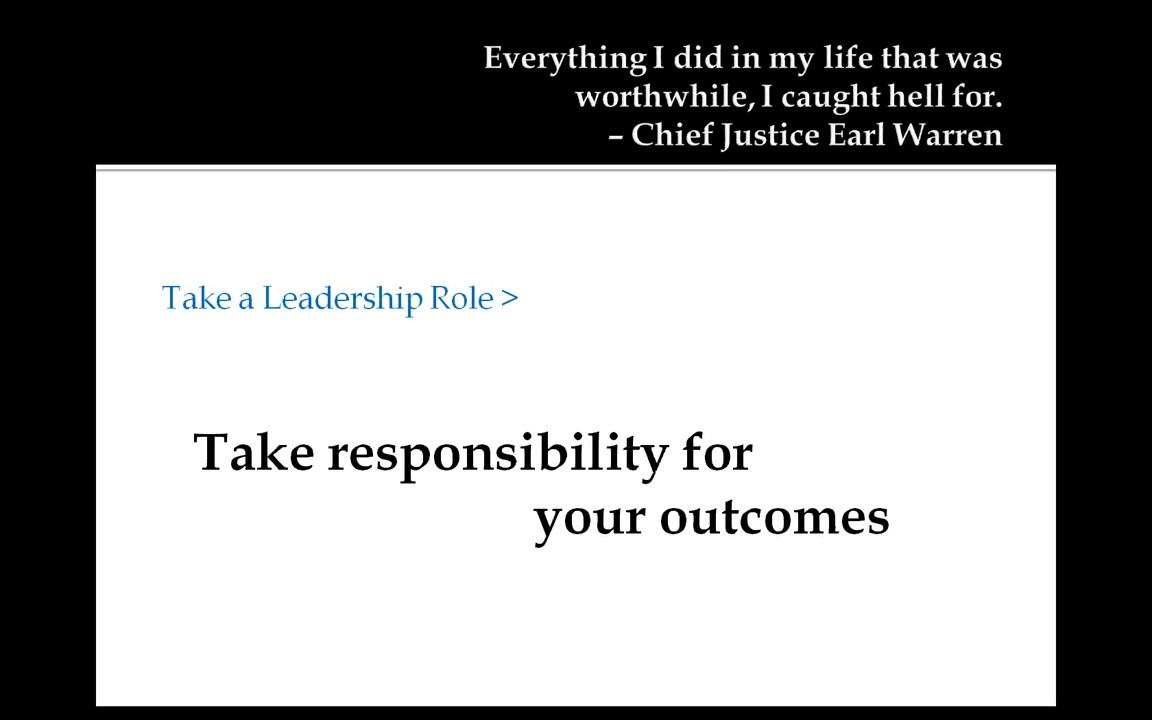 Everything I did in my life that was
worthwhile, I caught hell for.
– Chief Justice Earl Warren
Take a Leadership Role >
Take responsibility for
your outcomes